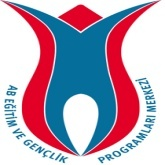 AB EĞİTİM VE GENÇLİK PROGRAMLARI MERKEZİ